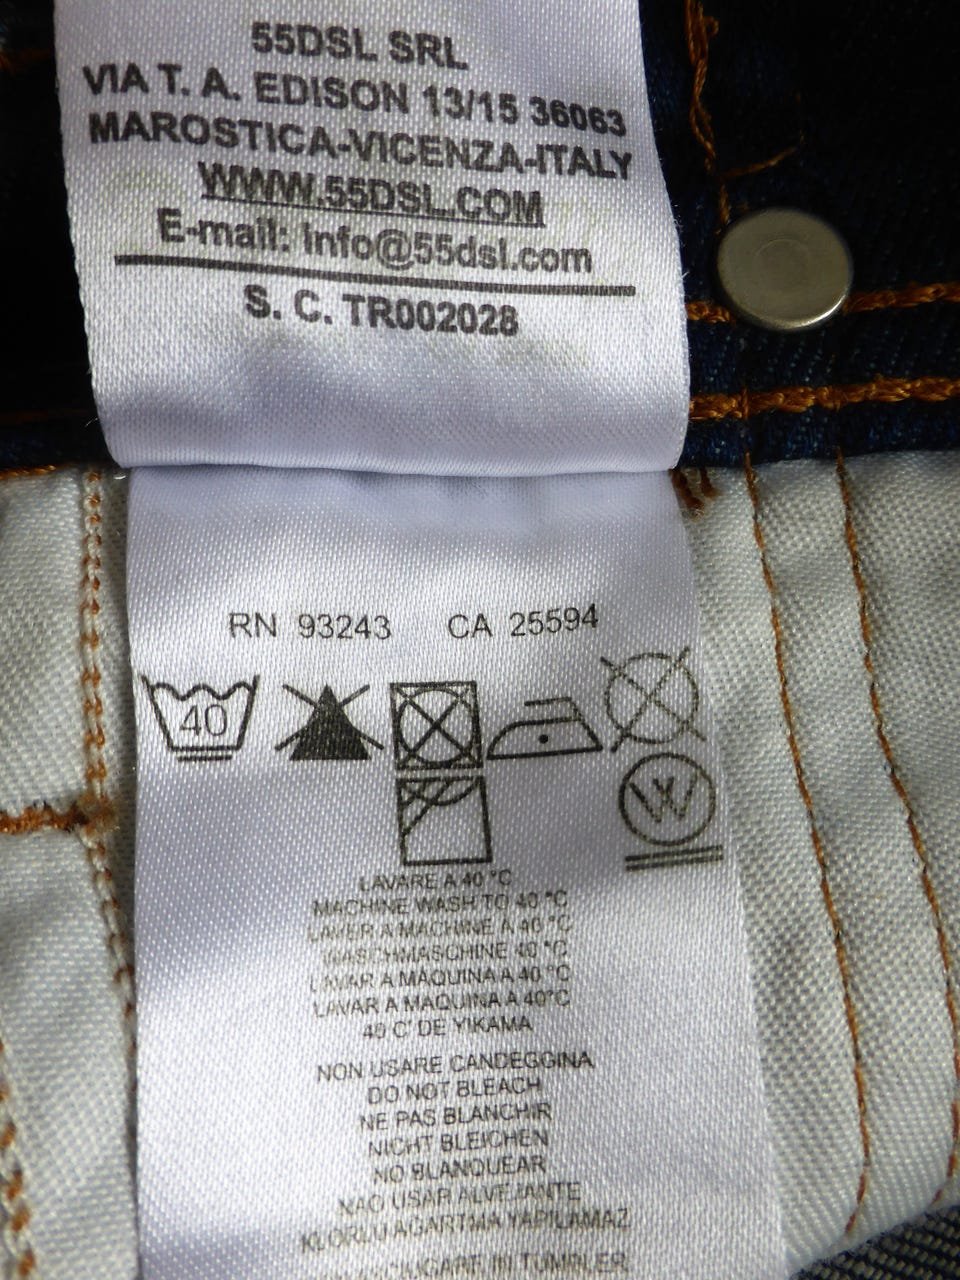 55DSL SRL
VIA T. A. EDISON 13/15 36063
MAROSTICA-VICENZA-ITALY
WWW.55DSL.COM
E-mail: Info@55dsl.com
S. C. TR002028
RN 93243 CA 25594
40
W
LAVARE A 40 °C
MACHINE WASH TO 40 °C
LAVER A MACHINE A 40 °C
WASCHMASCHINE 40 °C
LAVAR A MAQUINA A 40 °C
LAVAR A MAQUINA A 40°C
40 C' DE YIKAMA
NON USARE CANDEGGINA
DO NOT BLEACH
NE PAS BLANCHIR
NICHT BLEICHEN
NO BLANQUEAR
NAO USAR ALVEJANTE
KLORLU AGARTMA YAPILAMAZ
IN TUMBLER